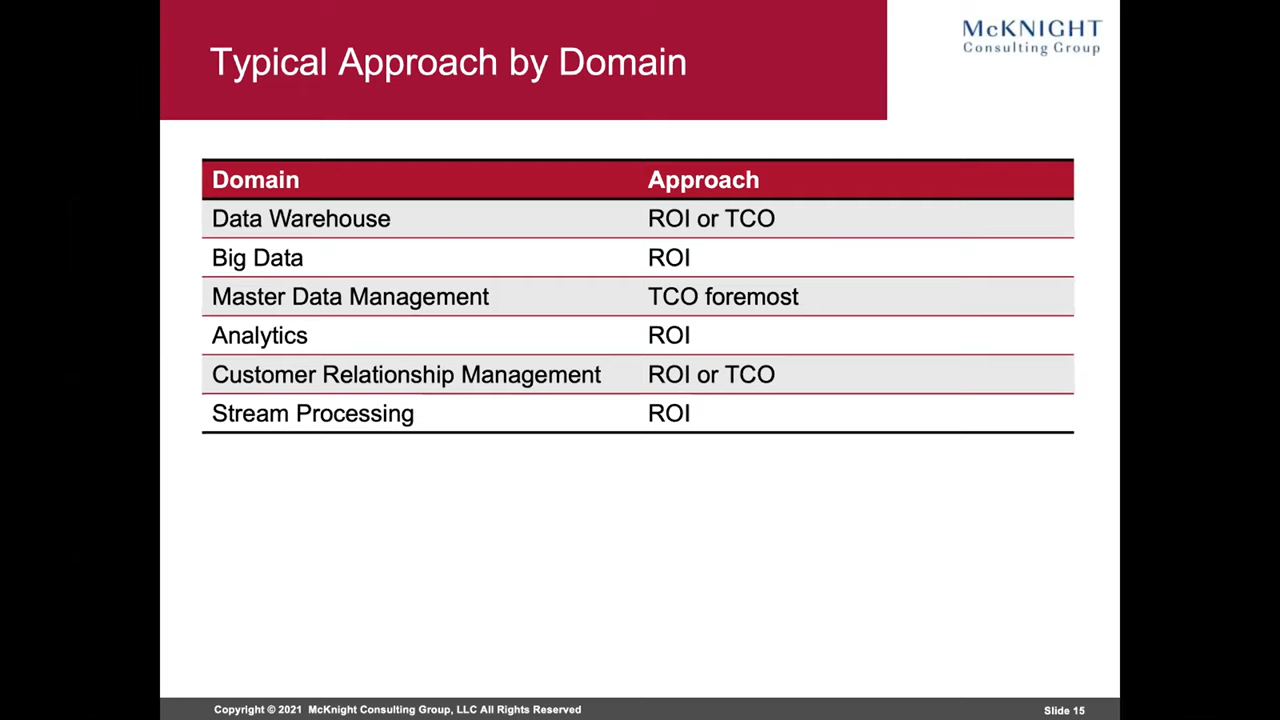 Typical Approach by Domain
McKNIGHT
Consulting Group
Domain Approach
Data Warehouse ROI or TCO
Big Data ROI
Master Data Management TCO foremost
Analytics ROI
Customer Relationship Management ROI or TCO
Stream Processing ROI
Copyright © 2021 McKnight Consulting Group, LLC All Rights Reserved Slide 15